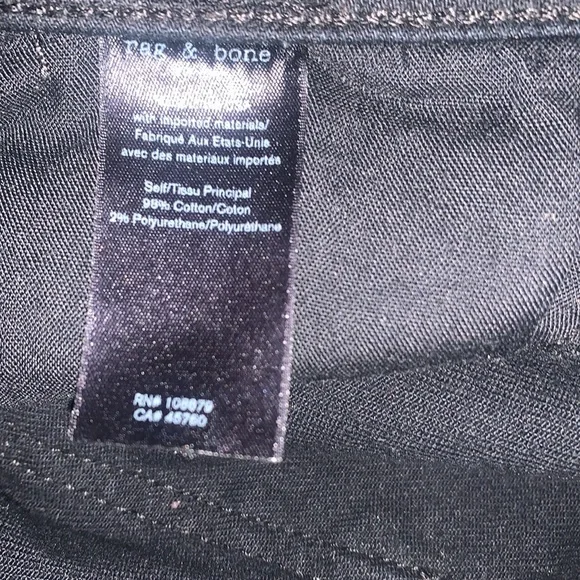 rag & bone
with imported materials/
Fabriqué Aux Etats-Unis
avec des materiaux importés
Self/Tissu Principal
98% Cotton/Coton
2% Polyurethane/Polyuréthane
RN# 108879
CA# 45760